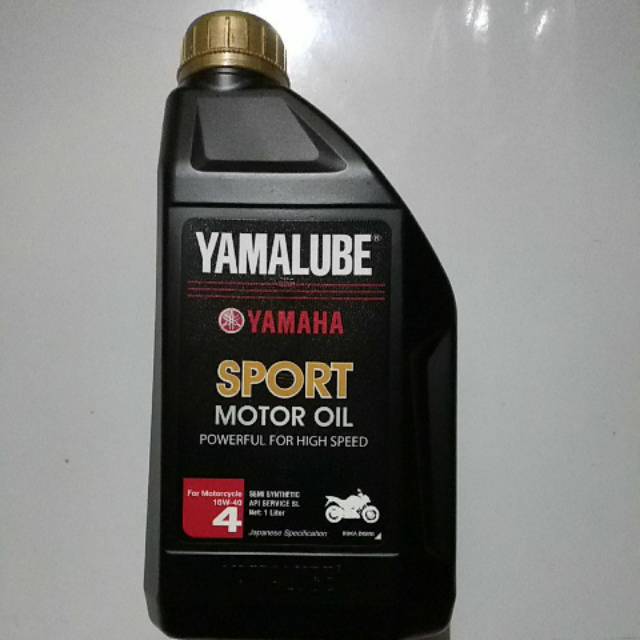 YAMALUBE®
YAMAHA
SPORT
MOTOR OIL
POWERFUL FOR HIGH SPEED
For Motorcycle
10W-40
4
SEMI SYNTHETIC
API SERVICE SL
Net: 1 Liter
Japanese Specification